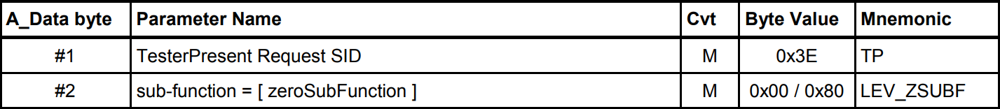 A_Data byte Parameter Name Cvt Byte Value Mnemonic
#1 TesterPresent Request SID M 0x3E TP
#2 sub-function = [ zeroSubFunction ] M 0x00 / 0x80 LEV_ZSUBF